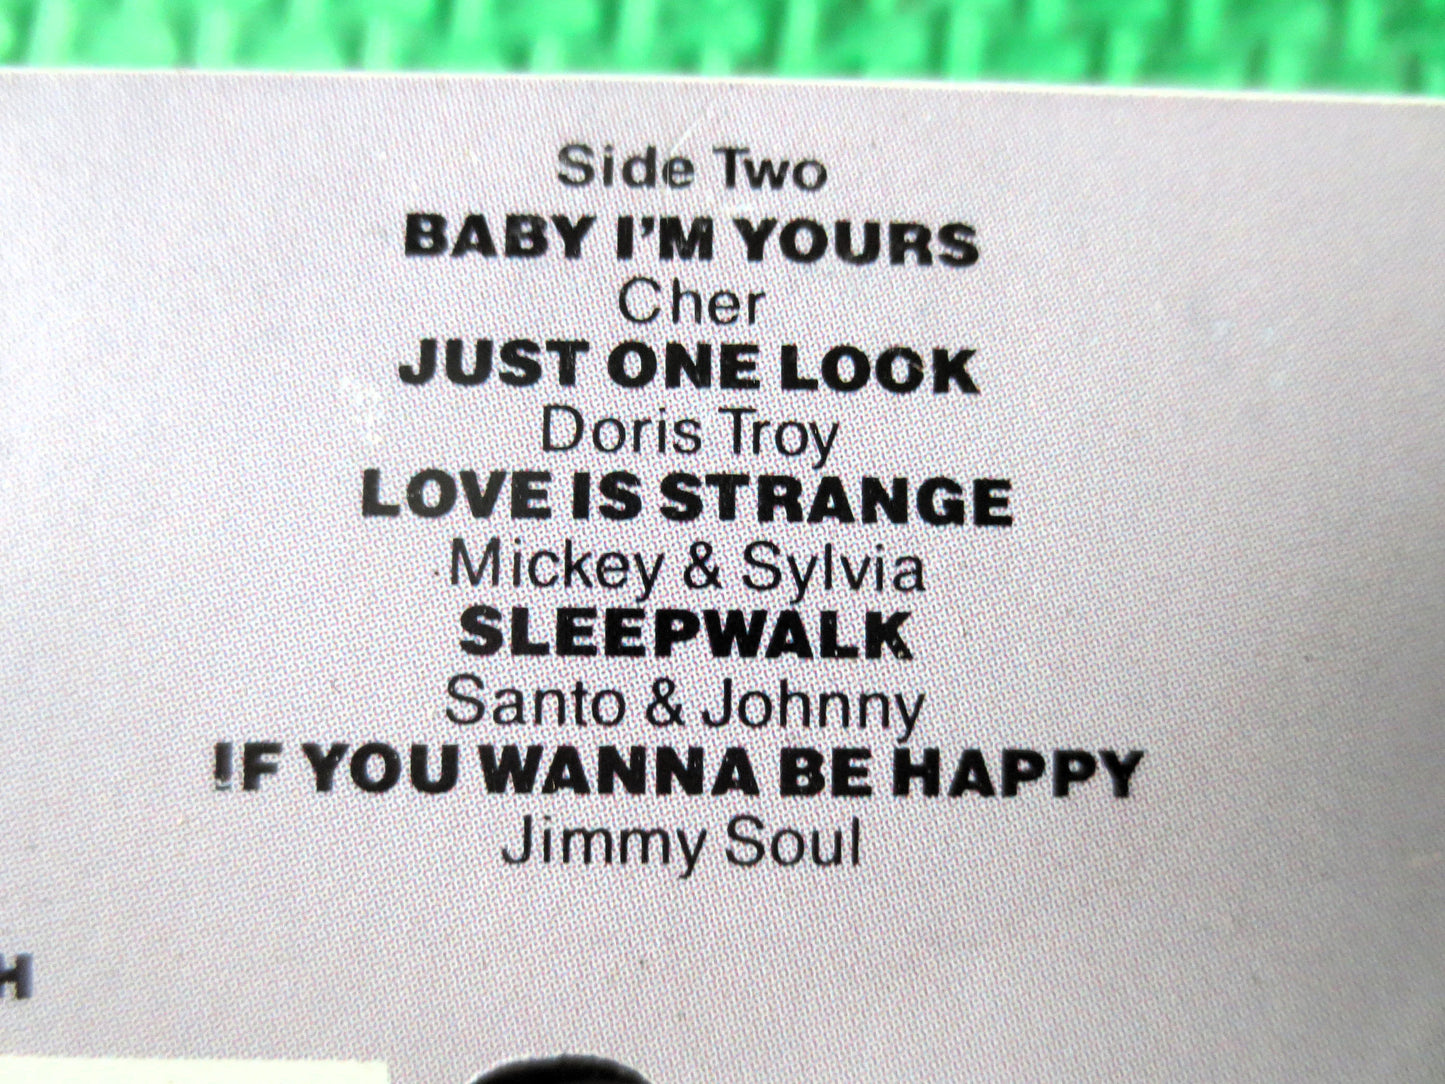 Side Two
BABY I'M YOURS
Cher
JUST ONE LOOK
Doris Troy
LOVE IS STRANGE
Mickey & Sylvia
SLEEPWALK
Santo & Johnny
IF YOU WANNA BE HAPPY
Jimmy Soul
H